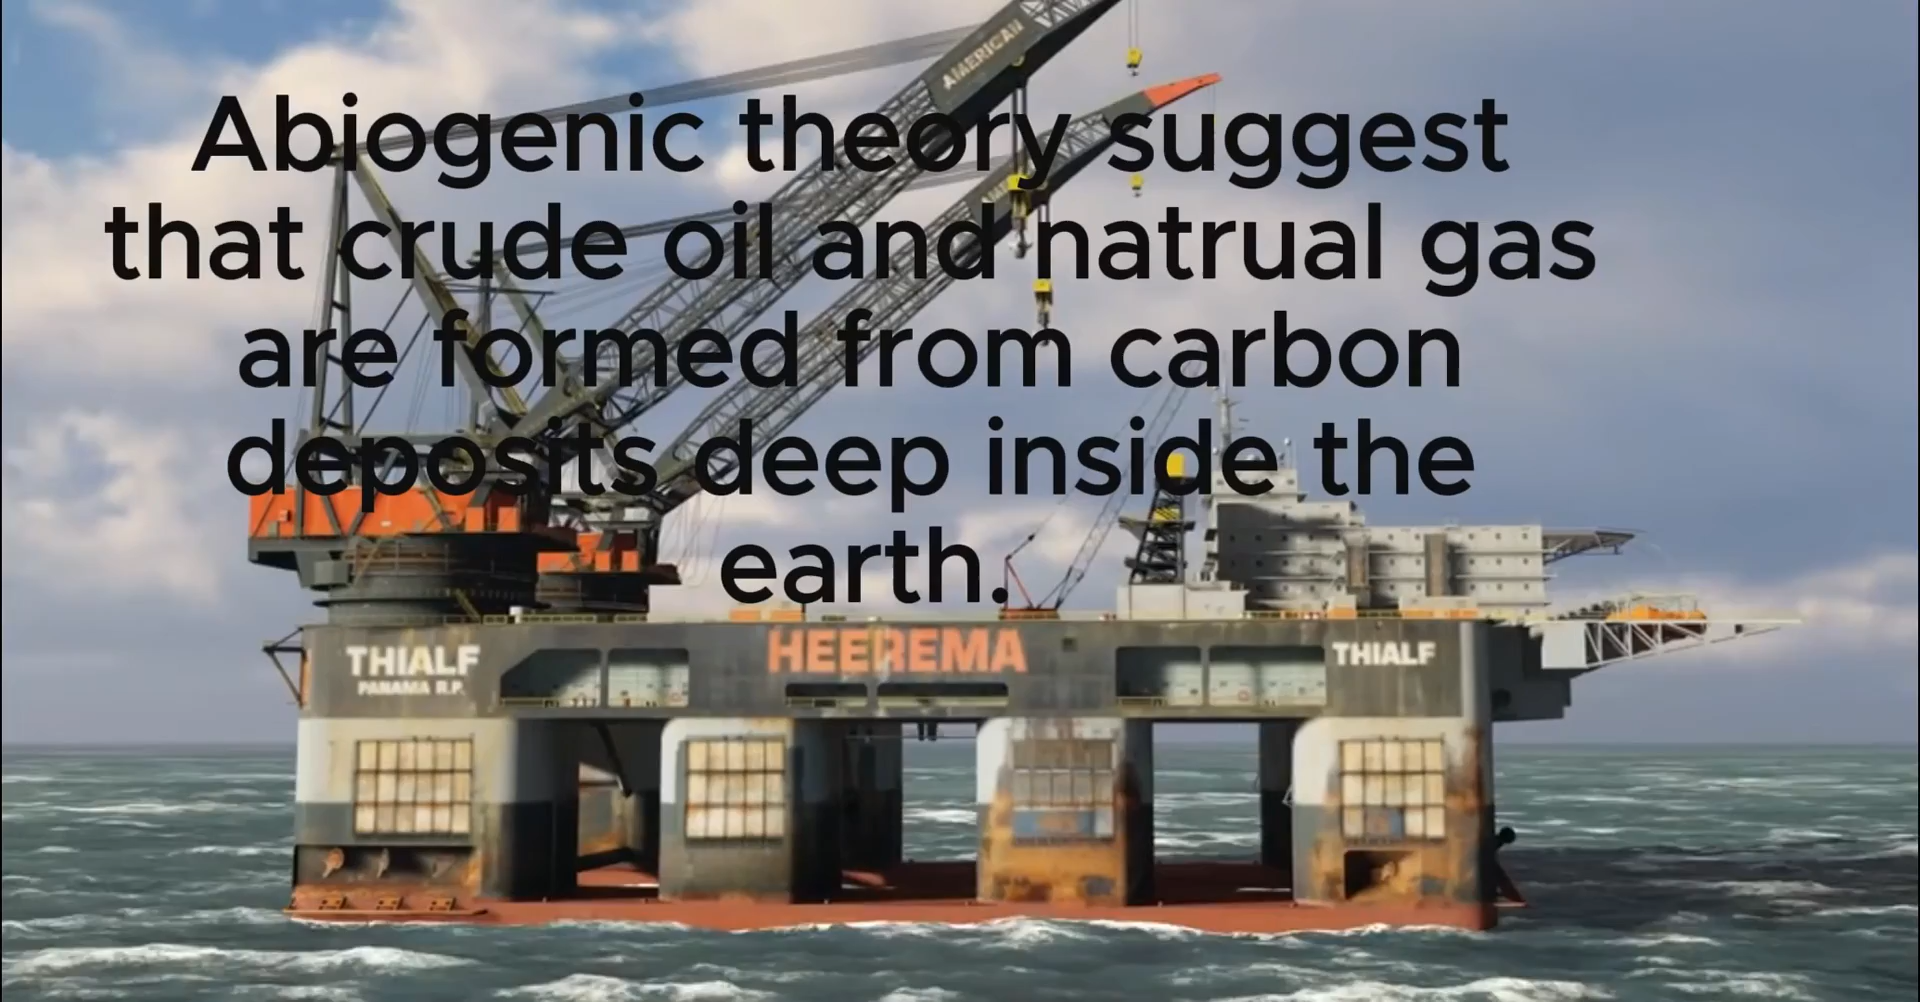 AMERICAN
Abiogenic theory suggest
that crude oil and natrual gas
are formed from carbon
deposits deep inside the
earth.
THIALF
PANAMA R.P.
HEEREMA
THIALF